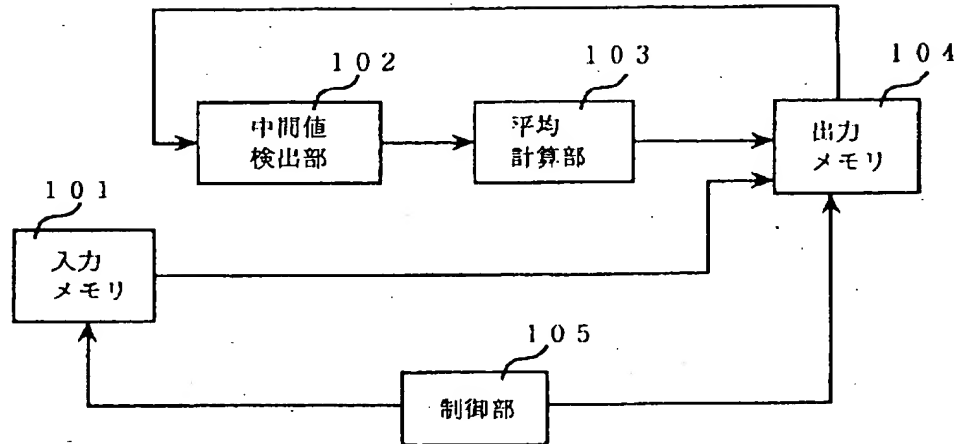 １０２
中間値
検出部
１０３
平均
計算部
１０４
出力
メモリ
１０１
入力
メモリ
１０５
制御部